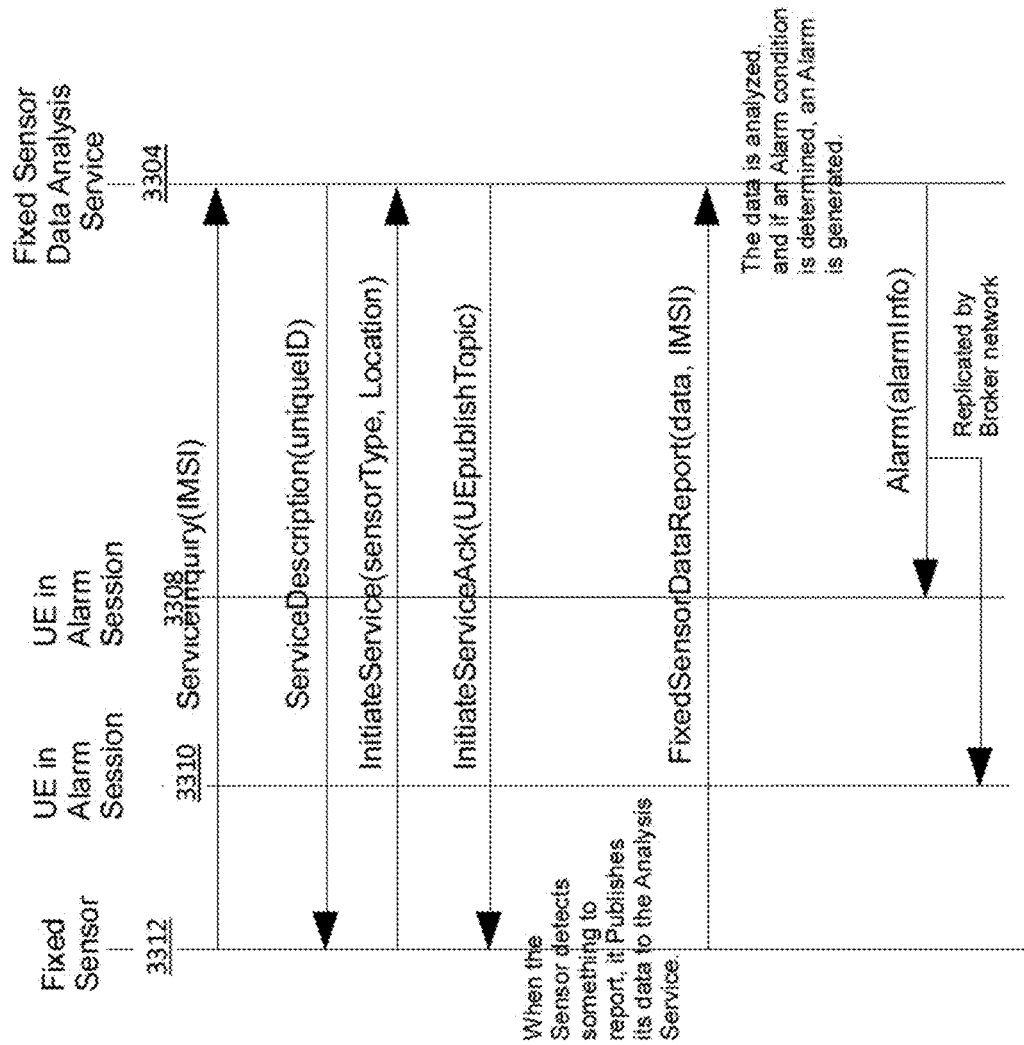 Fixed
Sensor
3312
UE in
Alarm
Session
3310
UE in
Alarm
Session
3308
Fixed Sensor
Data Analysis
Service
3304
ServiceInquiry(IMSI)
ServiceDescription(uniqueID)
InitiateService(sensorType, Location)
InitiateServiceAck(UEpublishTopic)
When the
Sensor detects
something to
report, it Publishes
its data to the Analysis
Service.
FixedSensorDataReport(data, IMSI)
The data is analyzed.
and if an Alarm condition
is determined, an Alarm
is generated.
Alarm(alarmInfo)
Replicated by
Broker network